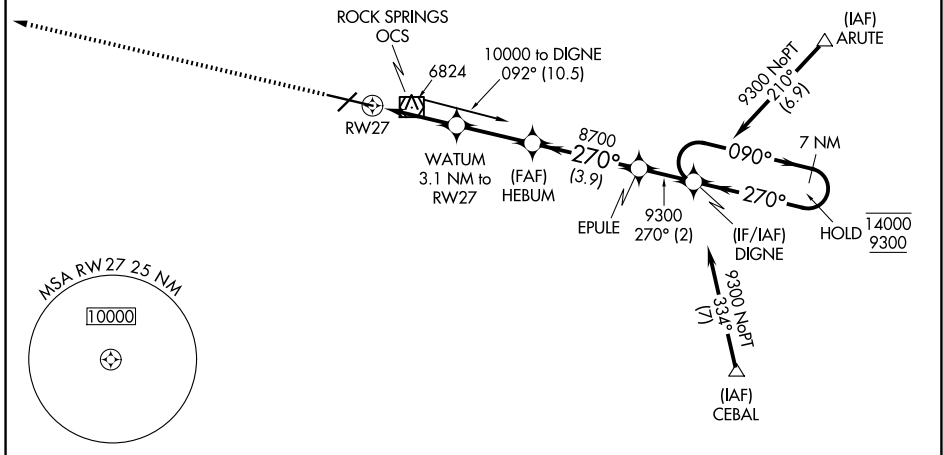 ROCK SPRINGS
OCS
6824
10000 to DIGNE
092° (10.5)
(IAF)
ARUTE
9300 NoPT
210°
(6.9)
RW27
WATUM
3.1 NM to
RW27
(FAF)
HEBUM
8700
270°
(3.9)
EPULE
9300
270° (2)
090°
7 NM
270°
(IF/IAF)
DIGNE
HOLD
14000
9300
9300 NoPT
334°
(7)
(IAF)
CEBAL
MSA RW27 25 NM
10000